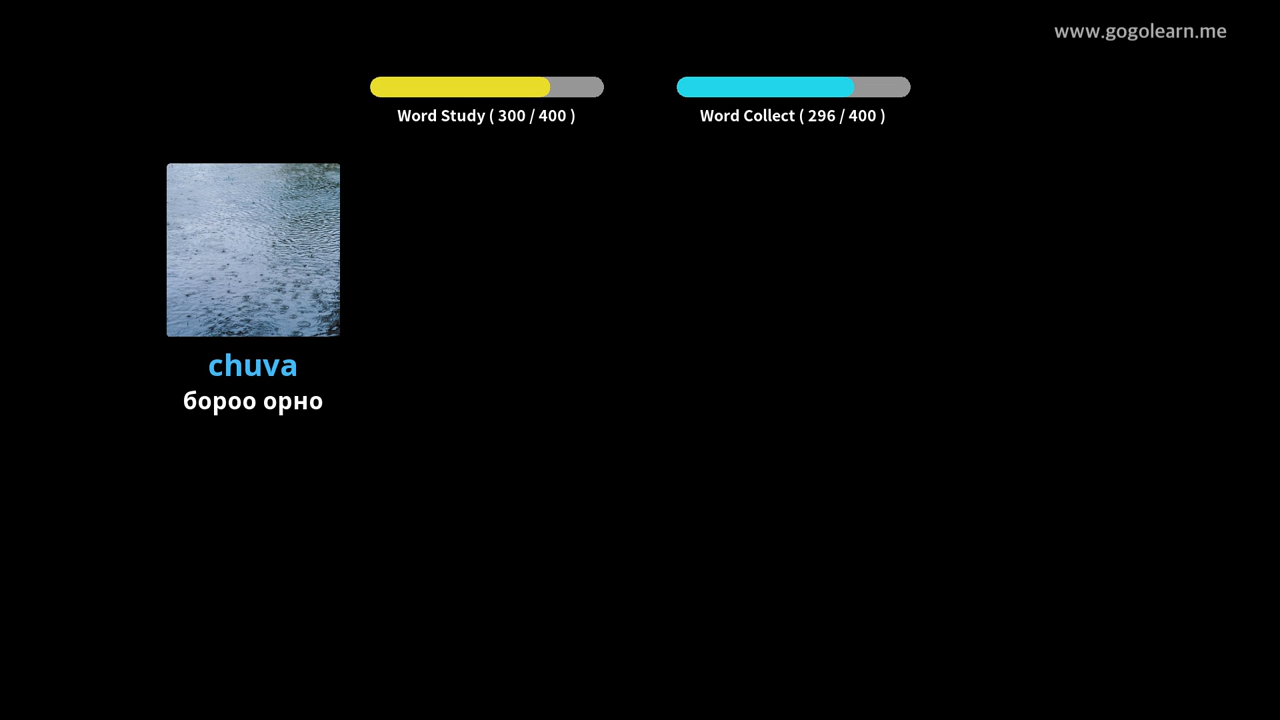 www.gogolearn.me
Word Study ( 300 / 400 )
Word Collect ( 296 / 400 )
chuva
бороо орно